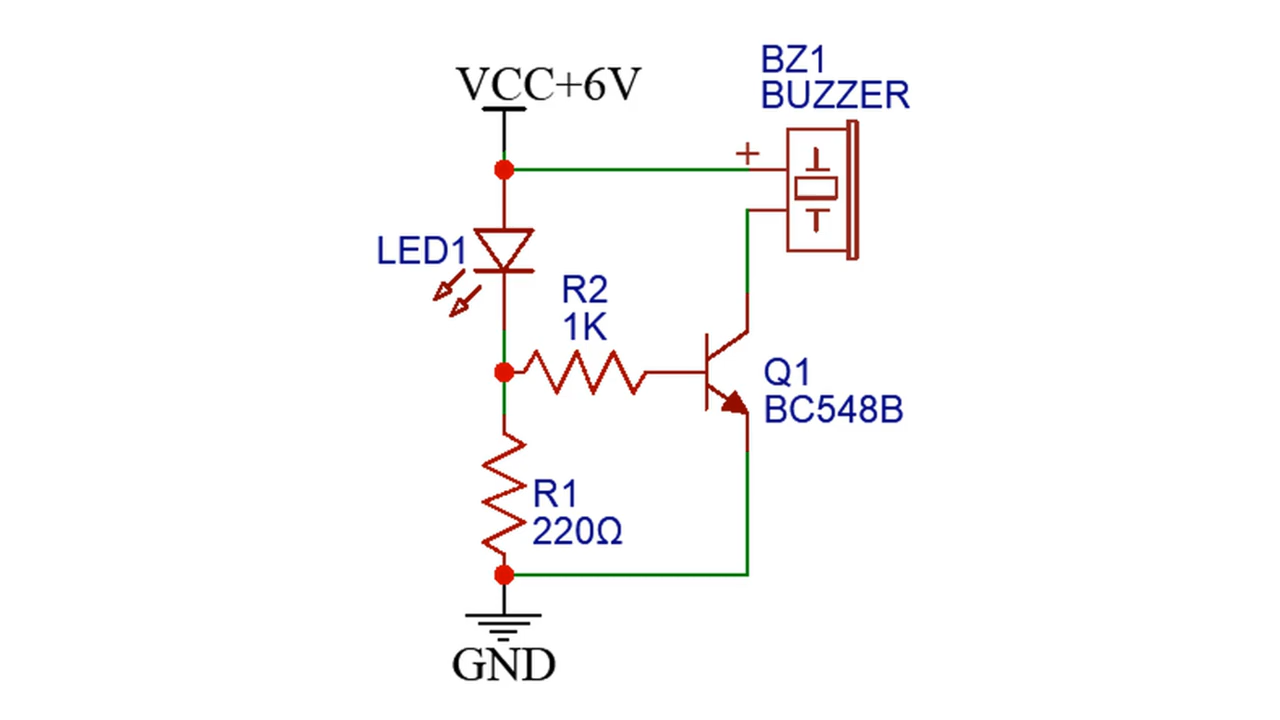 VCC+6V
BZ1
BUZZER
+
LED1
R2
1K
Q1
BC548B
R1
220Ω
GND